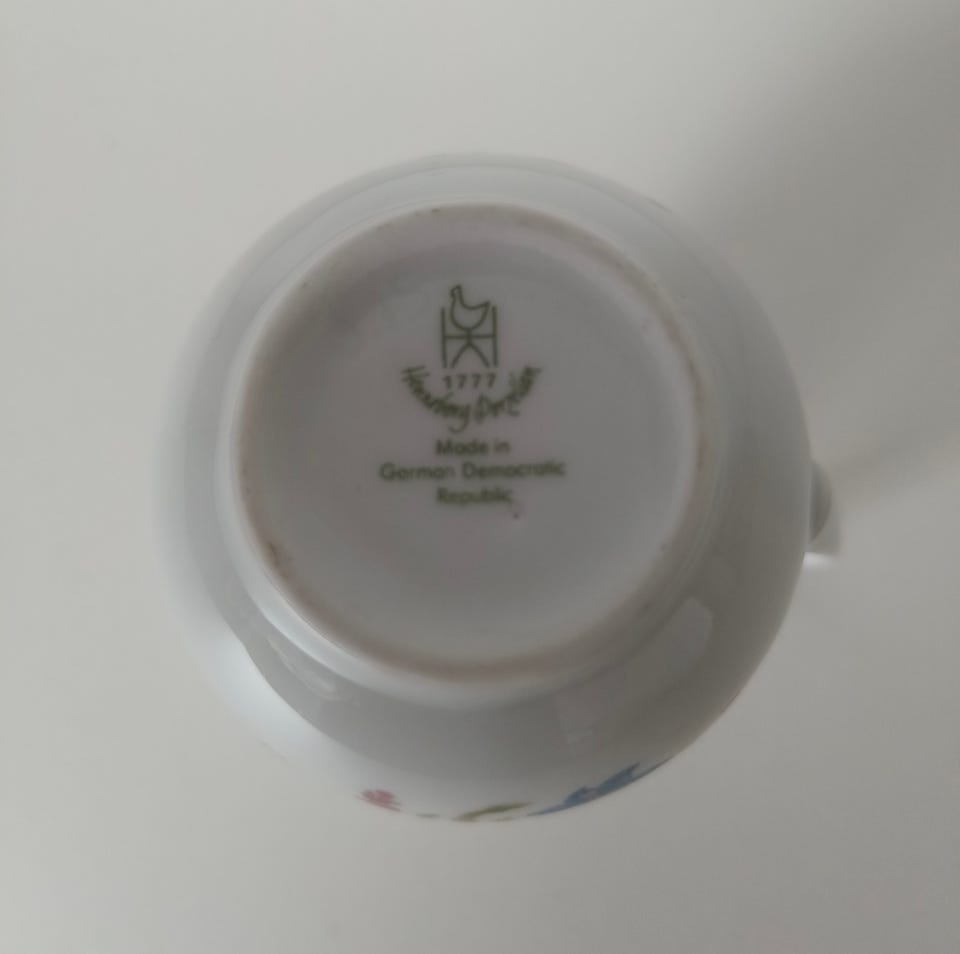 1777
Henneberg Porzellan
Made in
German Democratic
Republic